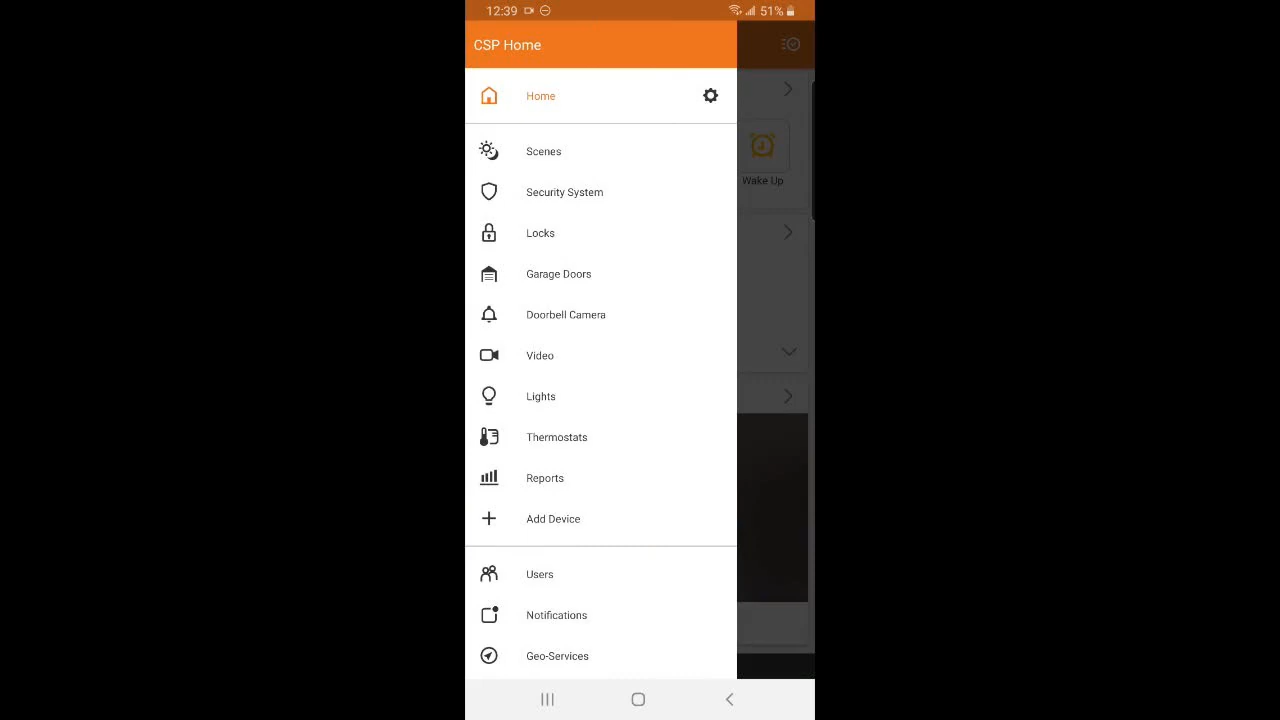 12:39
51%
CSP Home
Home
Wake Up
Scenes
Security System
Locks
Garage Doors
Doorbell Camera
Video
Lights
Thermostats
Reports
Add Device
Users
Notifications
Geo-Services